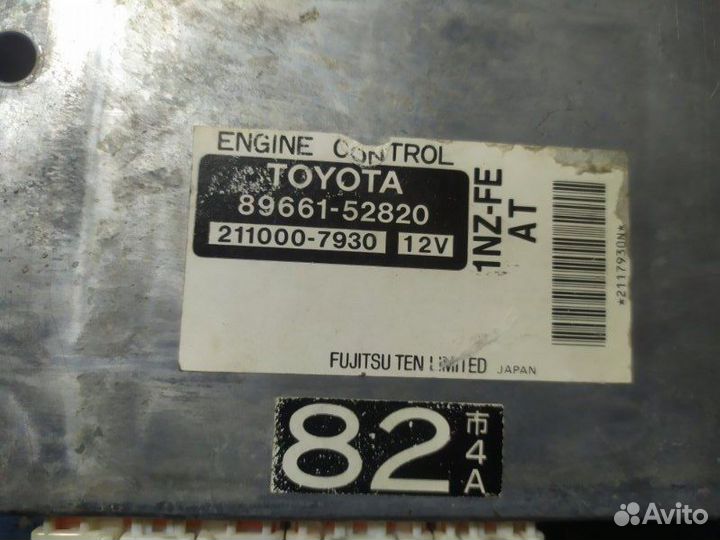 ENGINE CONTROL
TOYOTA
89661-52820
211000-7930 12V
1NZ-FE
AT
*2117930N*
FUJITSU TEN LIMITED JAPAN
82 市4A
Avito